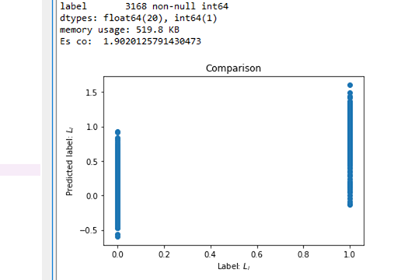 label 3168 non-null int64
dtypes: float64(20), int64(1)
memory usage: 519.8 KB
Es co: 1.9020125791430473
Comparison
1.5
1.0
0.5
0.0
−0.5
Predicted label: Lᵢ
0.0 0.2 0.4 0.6 0.8 1.0
Label: Lᵢ